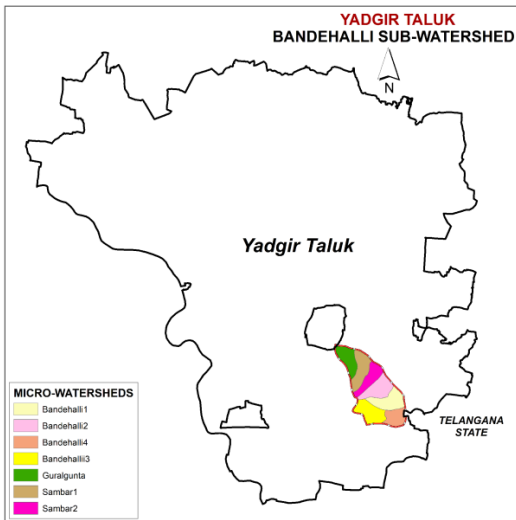 YADGIR TALUK
BANDEHALLI SUB-WATERSHED
N
Yadgir Taluk
MICRO-WATERSHEDS
Bandehalli1
Bandehalli2
Bandehalli4
Bandehallii3
Guralgunta
Sambar1
Sambar2
TELANGANA
STATE